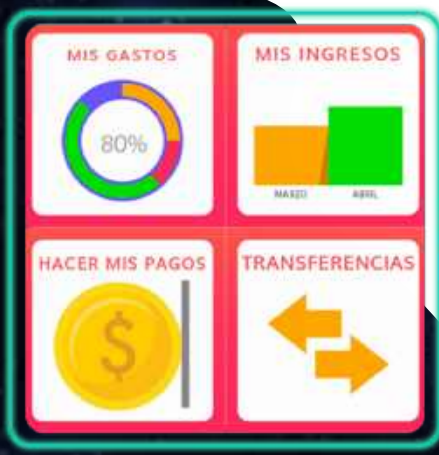 MIS GASTOS
80%
MIS INGRESOS
MARZO
ABRIL
HACER MIS PAGOS
$
TRANSFERENCIAS